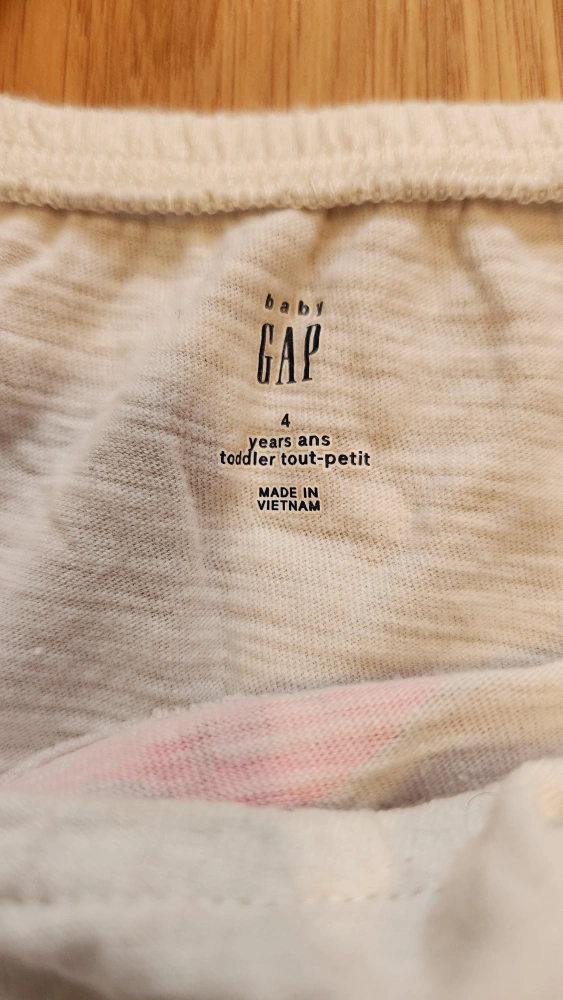 baby
GAP
4
years ans
toddler tout-petit
MADE IN
VIETNAM